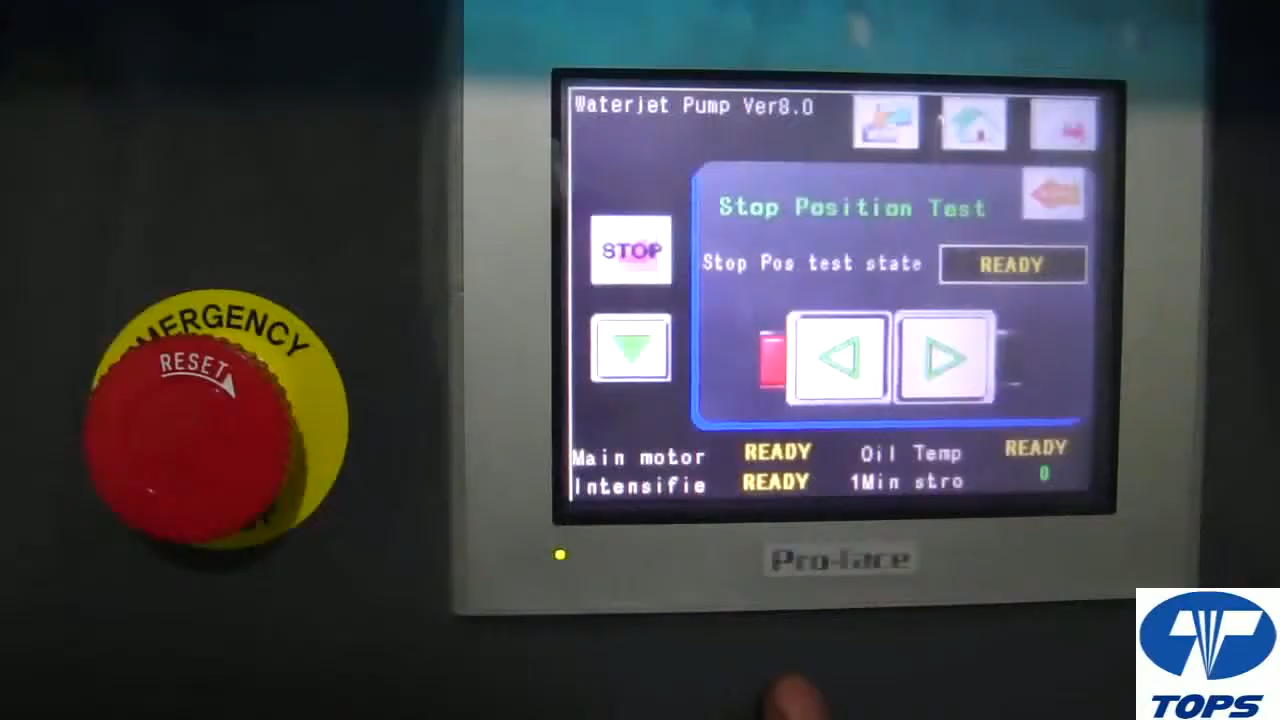 Waterjet Pump Ver8.0
Stop Position Test
STOP
Stop Pos test state READY
MERGENCY
RESET
Main motor READY Oil Temp READY
Intensifie READY 1Min stro 0
Pro-face
TOPS